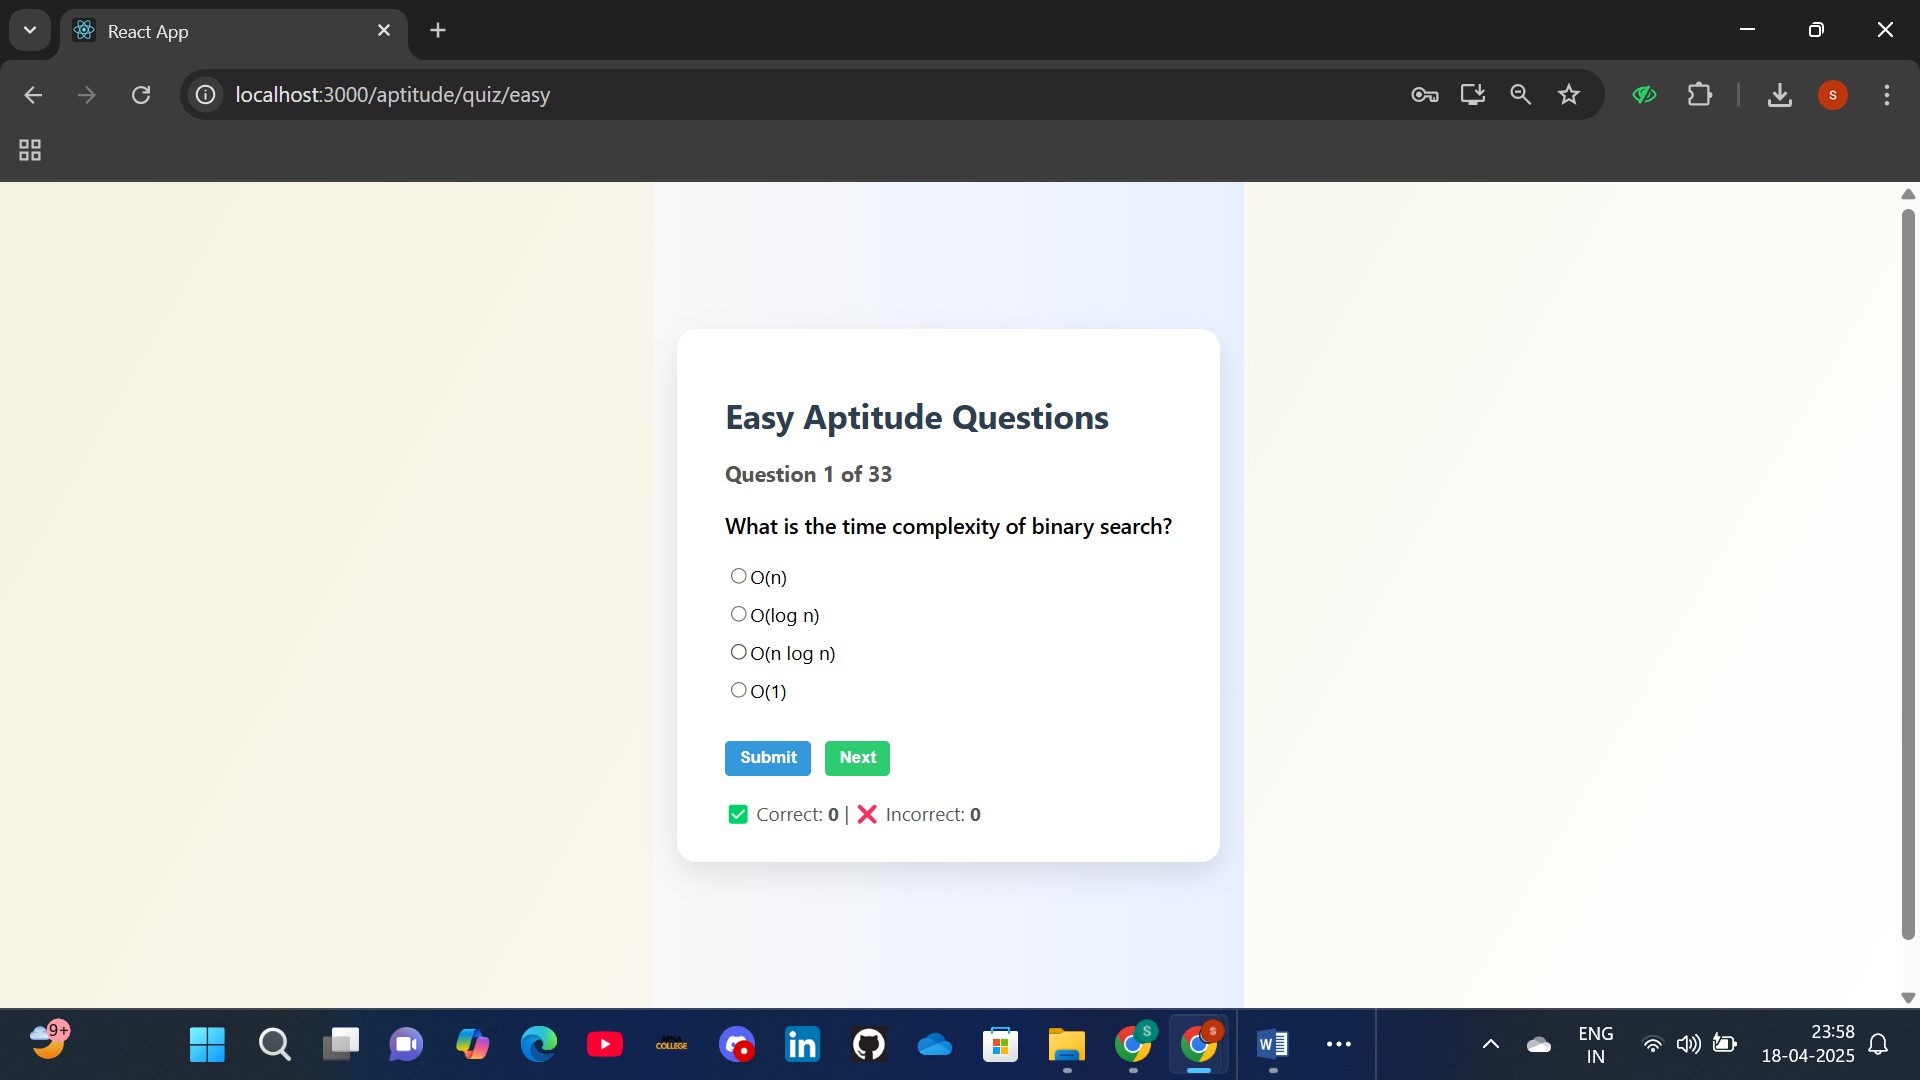 React App
localhost:3000/aptitude/quiz/easy
S
Easy Aptitude Questions
Question 1 of 33
What is the time complexity of binary search?
O(n)
O(log n)
O(n log n)
O(1)
Submit Next
Correct: 0 | Incorrect: 0
9+
APNA
COLLEGE
in
S
S
W
ENG
IN
23:58
18-04-2025